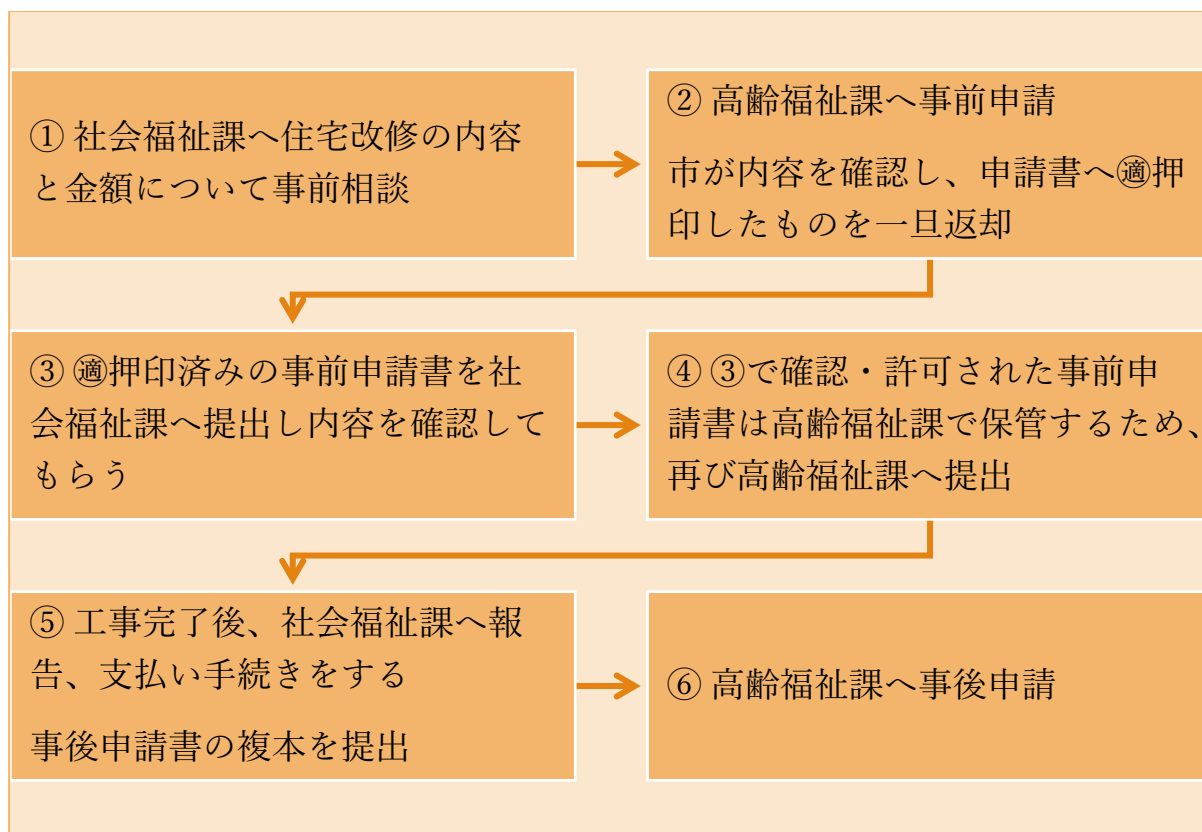 ① 社会福祉課へ住宅改修の内容
と金額について事前相談
② 高齢福祉課へ事前申請
市が内容を確認し、申請書へ㊜押
印したものを一旦返却
③ ㊜押印済みの事前申請書を社
会福祉課へ提出し内容を確認して
もらう
④ ③で確認・許可された事前申
請書は高齢福祉課で保管するため、
再び高齢福祉課へ提出
⑤ 工事完了後、社会福祉課へ報
告、支払い手続きをする
事後申請書の複本を提出
⑥ 高齢福祉課へ事後申請